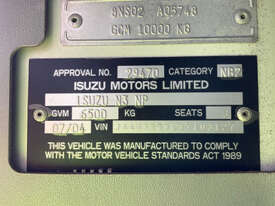 GCM 10000 KG
APPROVAL NO. 29470 CATEGORY NB2
ISUZU MOTORS LIMITED
ISUZU N3 NP
GVM 6500 KG SEATS
07/04 VIN
THIS VEHICLE WAS MANUFACTURED TO COMPLY
WITH THE MOTOR VEHICLE STANDARDS ACT 1989